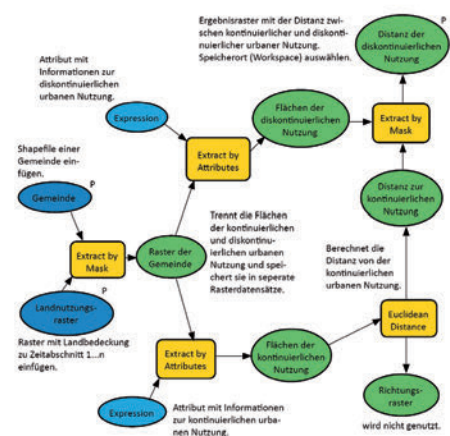 Ergebnisraster mit der Distanz zwi-
schen kontinuierlicher und diskonti-
nuierlicher urbaner Nutzung.
Speicherort (Workspace) auswählen.
P
Distanz der
diskontinuierlichen
Nutzung
Attribut mit
Informationen zur
diskontinuierlichen
urbanen Nutzung.
Expression
Flächen der
diskontinuierlichen
Nutzung
Extract by
Mask
Extract by
Attributes
Shapefile einer
Gemeinde ein-
fügen.
P
Gemeinde
Distanz zur
kontinuierlichen
Nutzung
Extract by
Mask
Raster der
Gemeinde
Trennt die Flächen
der kontinuierlichen
und diskontinu-
ierlichen urbanen
Nutzung und spei-
chert sie in seperate
Rasterdatensätze.
Berechnet die
Distanz von der
kontinuierlichen
urbanen Nutzung.
P
Landnutzungs-
raster
Raster mit Landbedeckung
zu Zeitabschnitt 1...n
einfügen.
Euclidean
Distance
Extract by
Attributes
Flächen der
kontinuierlichen
Nutzung
Richtungs-
raster
wird nicht genutzt.
Expression
Attribut mit Informationen
zur kontinuierlichen urba-
nen Nutzung.